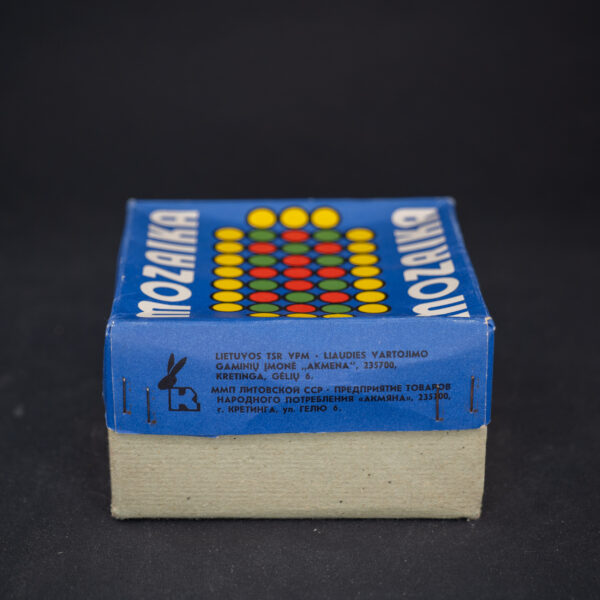 MOZAIKA
MOZAIKA
LIETUVOS TSR VPM · LIAUDIES VARTOJIMO
GAMINIŲ ĮMONĖ „AKMENA", 235700,
KRETINGA, GĖLIŲ 6.
ММП ЛИТОВСКОЙ ССР · ПРЕДПРИЯТИЕ ТОВАРОВ
НАРОДНОГО ПОТРЕБЛЕНИЯ «АКМЯНА», 235700,
г. КРЕТИНГА, ул. ГЕЛЮ 6.
K